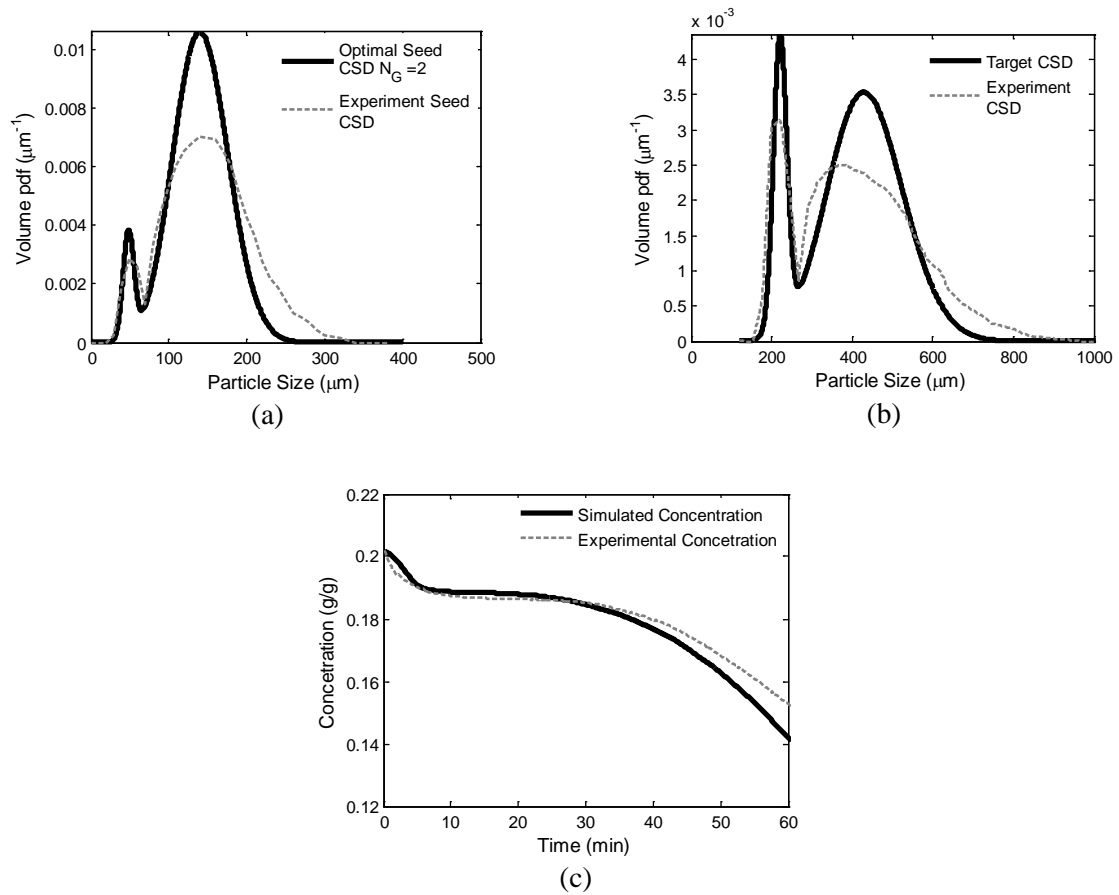 0.01
0.008
0.006
0.004
0.002
0
Volume pdf (μm⁻¹)
Optimal Seed
CSD N_G =2
Experiment Seed
CSD
0 100 200 300 400 500
Particle Size (μm)
(a)
x 10⁻³
4
3.5
3
2.5
2
1.5
1
0.5
0
Volume pdf (μm⁻¹)
Target CSD
Experiment
CSD
200 400 600 800 1000
Particle Size (μm)
(b)
0.22
0.2
0.18
0.16
0.14
0.12
Concetration (g/g)
Simulated Concentration
Experimental Concetration
0 10 20 30 40 50 60
Time (min)
(c)